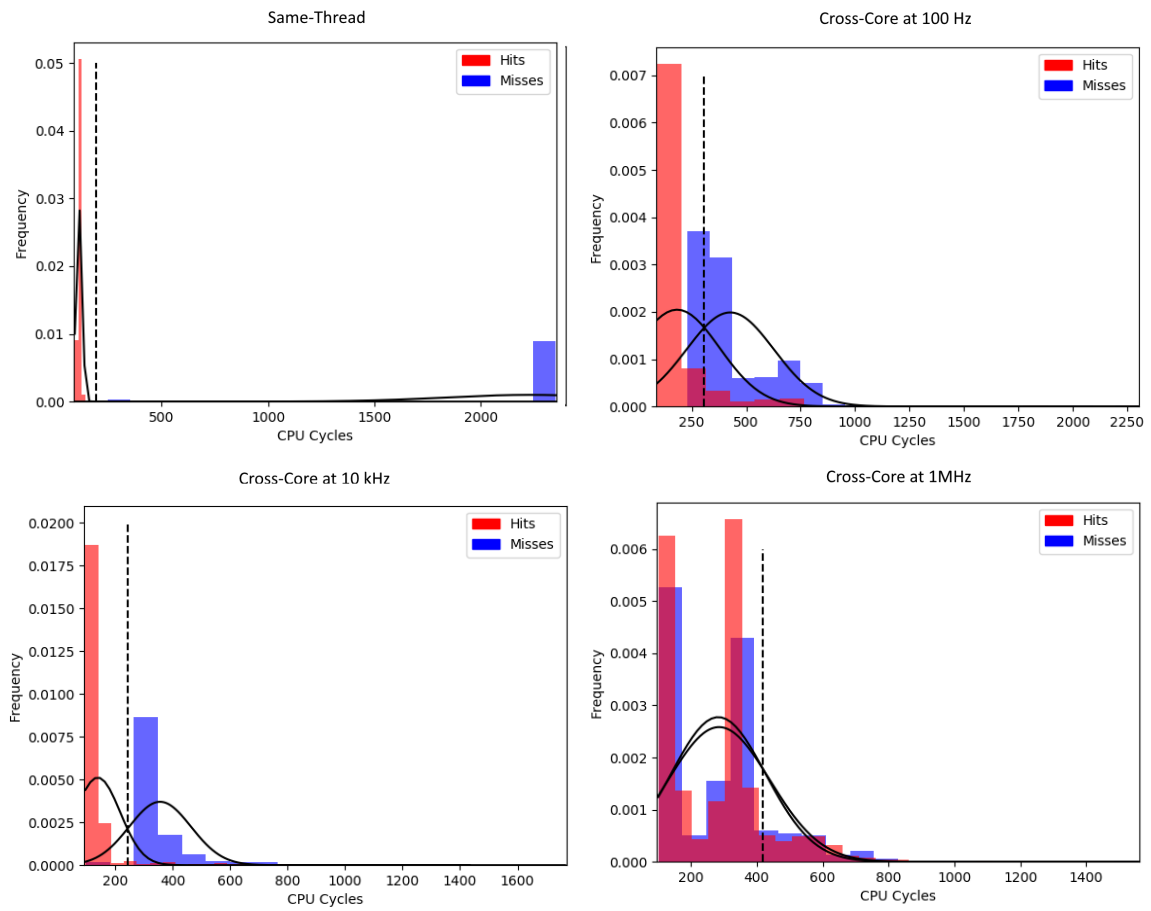 Same-Thread
Hits
Misses
0.05
0.04
0.03
0.02
0.01
0.00
Frequency
500
1000
1500
2000
CPU Cycles
Cross-Core at 100 Hz
Hits
Misses
0.007
0.006
0.005
0.004
0.003
0.002
0.001
0.000
Frequency
250
500
750
1000
1250
1500
1750
2000
2250
CPU Cycles
Cross-Core at 10 kHz
Hits
Misses
0.0200
0.0175
0.0150
0.0125
0.0100
0.0075
0.0050
0.0025
0.0000
Frequency
200
400
600
800
1000
1200
1400
1600
CPU Cycles
Cross-Core at 1MHz
Hits
Misses
0.006
0.005
0.004
0.003
0.002
0.001
0.000
Frequency
200
400
600
800
1000
1200
1400
CPU Cycles